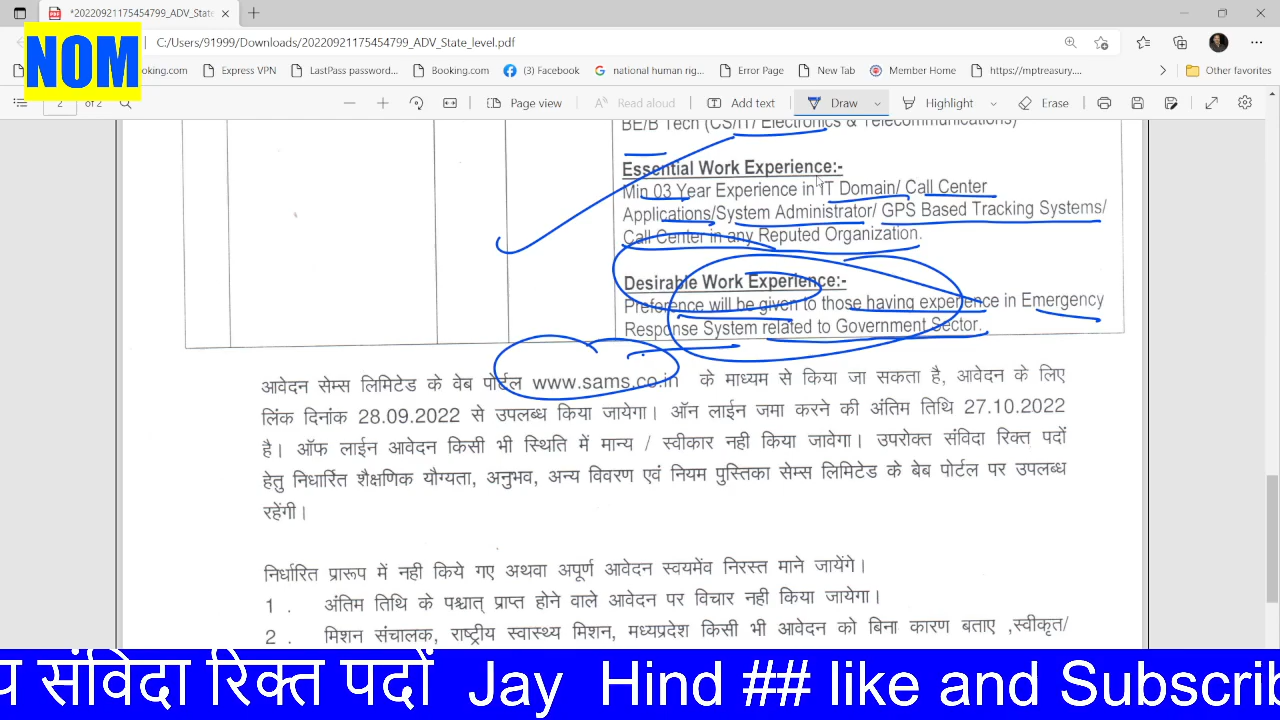 *20220921175454799_ADV_State
NOM
C:/Users/91999/Downloads/20220921175454799_ADV_State_level.pdf
oking.com
Express VPN
LastPass password...
Booking.com
(3) Facebook
national human rig...
Error Page
New Tab
Member Home
https://mptreasury....
Other favorites
2 of 2
Page view
Read aloud
Add text
Draw
Highlight
Erase
BE/B Tech (CS/IT/ Electronics & Telecommunications)
Essential Work Experience:-
Min 03 Year Experience in IT Domain/ Call Center
Applications/System Administrator/ GPS Based Tracking Systems/
Call Center in any Reputed Organization.
Desirable Work Experience:-
Preference will be given to those having experience in Emergency
Response System related to Government Sector.
आवेदन सेम्स लिमिटेड के वेब पोर्टल www.sams.co.in के माध्यम से किया जा सकता है, आवेदन के लिए
लिंक दिनांक 28.09.2022 से उपलब्ध किया जायेगा। ऑन लाईन जमा करने की अंतिम तिथि 27.10.2022
है। ऑफ लाईन आवेदन किसी भी स्थिति में मान्य / स्वीकार नही किया जावेगा। उपरोक्त संविदा रिक्त पदों
हेतु निर्धारित शैक्षणिक यौग्यता, अनुभव, अन्य विवरण एवं नियम पुस्तिका सेम्स लिमिटेड के बेब पोर्टल पर उपलब्ध
रहेंगी।
निर्धारित प्रारूप में नही किये गए अथवा अपूर्ण आवेदन स्वयमेंव निरस्त माने जायेंगे।
1 . अंतिम तिथि के पश्चात् प्राप्त होने वाले आवेदन पर विचार नही किया जायेगा।
2 . मिशन संचालक, राष्ट्रीय स्वास्थ्य मिशन, मध्यप्रदेश किसी भी आवेदन को बिना कारण बताए ,स्वीकृत/
य संविदा रिक्त पदों Jay Hind ## like and Subscrib